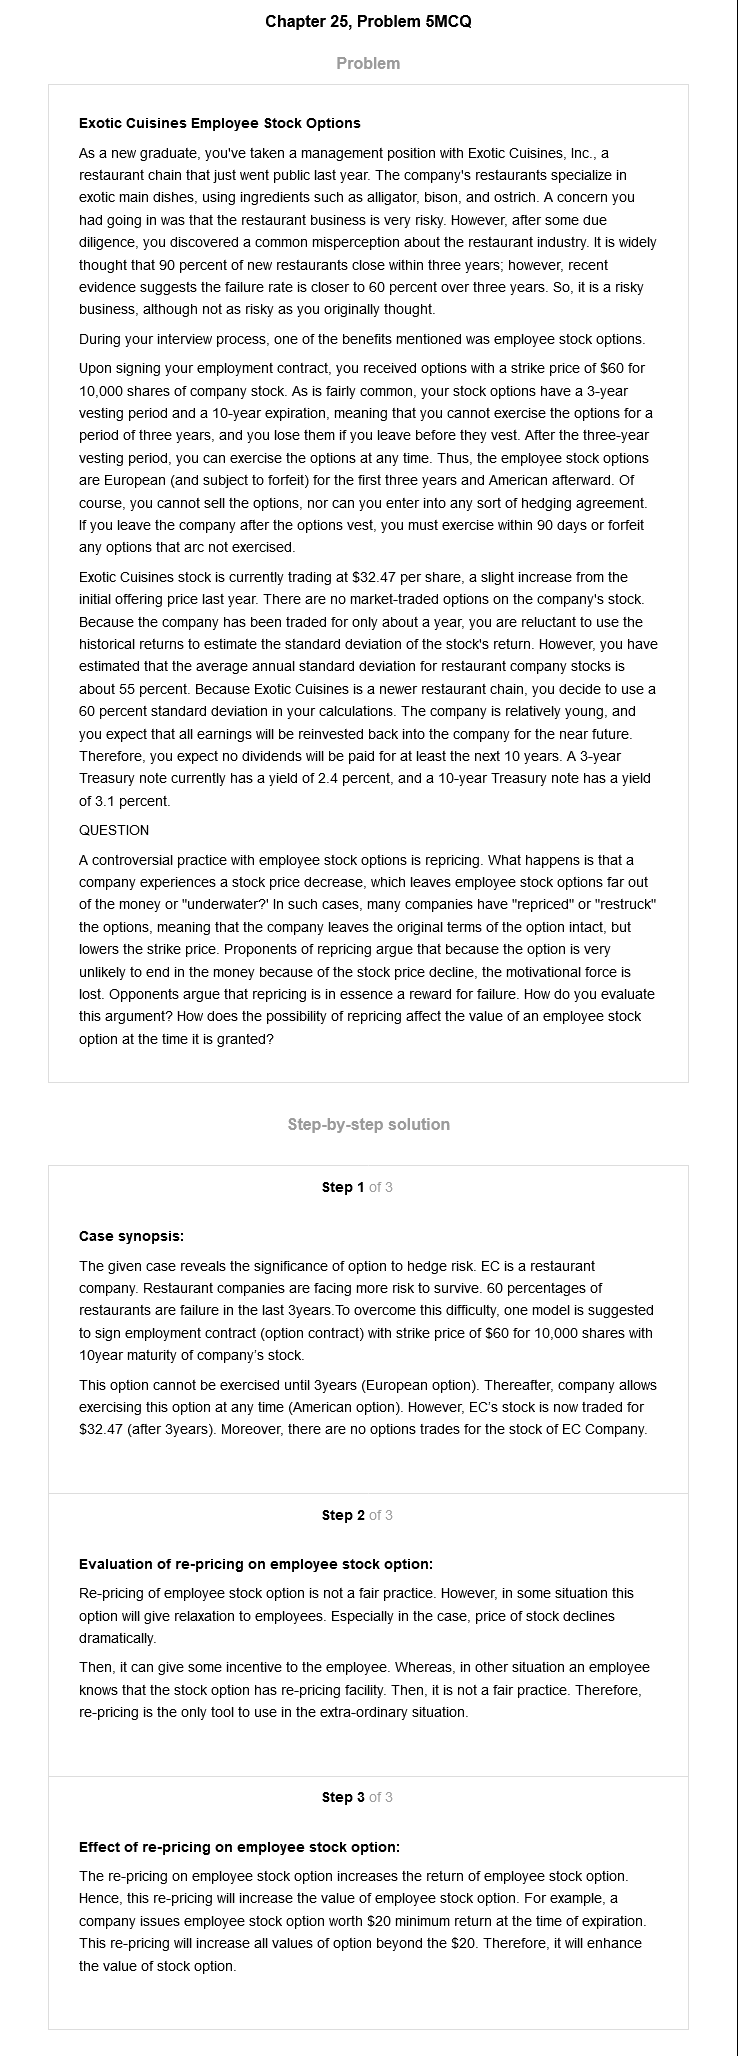 Chapter 25, Problem 5MCQ
Problem
Exotic Cuisines Employee Stock Options
As a new graduate, you've taken a management position with Exotic Cuisines, Inc., a
restaurant chain that just went public last year. The company's restaurants specialize in
exotic main dishes, using ingredients such as alligator, bison, and ostrich. A concern you
had going in was that the restaurant business is very risky. However, after some due
diligence, you discovered a common misperception about the restaurant industry. It is widely
thought that 90 percent of new restaurants close within three years; however, recent
evidence suggests the failure rate is closer to 60 percent over three years. So, it is a risky
business, although not as risky as you originally thought.
During your interview process, one of the benefits mentioned was employee stock options.
Upon signing your employment contract, you received options with a strike price of $60 for
10,000 shares of company stock. As is fairly common, your stock options have a 3-year
vesting period and a 10-year expiration, meaning that you cannot exercise the options for a
period of three years, and you lose them if you leave before they vest. After the three-year
vesting period, you can exercise the options at any time. Thus, the employee stock options
are European (and subject to forfeit) for the first three years and American afterward. Of
course, you cannot sell the options, nor can you enter into any sort of hedging agreement.
If you leave the company after the options vest, you must exercise within 90 days or forfeit
any options that arc not exercised.
Exotic Cuisines stock is currently trading at $32.47 per share, a slight increase from the
initial offering price last year. There are no market-traded options on the company's stock.
Because the company has been traded for only about a year, you are reluctant to use the
historical returns to estimate the standard deviation of the stock's return. However, you have
estimated that the average annual standard deviation for restaurant company stocks is
about 55 percent. Because Exotic Cuisines is a newer restaurant chain, you decide to use a
60 percent standard deviation in your calculations. The company is relatively young, and
you expect that all earnings will be reinvested back into the company for the near future.
Therefore, you expect no dividends will be paid for at least the next 10 years. A 3-year
Treasury note currently has a yield of 2.4 percent, and a 10-year Treasury note has a yield
of 3.1 percent.
QUESTION
A controversial practice with employee stock options is repricing. What happens is that a
company experiences a stock price decrease, which leaves employee stock options far out
of the money or "underwater?' In such cases, many companies have "repriced" or "restruck"
the options, meaning that the company leaves the original terms of the option intact, but
lowers the strike price. Proponents of repricing argue that because the option is very
unlikely to end in the money because of the stock price decline, the motivational force is
lost. Opponents argue that repricing is in essence a reward for failure. How do you evaluate
this argument? How does the possibility of repricing affect the value of an employee stock
option at the time it is granted?
Step-by-step solution
Step 1 of 3
Case synopsis:
The given case reveals the significance of option to hedge risk. EC is a restaurant
company. Restaurant companies are facing more risk to survive. 60 percentages of
restaurants are failure in the last 3years.To overcome this difficulty, one model is suggested
to sign employment contract (option contract) with strike price of $60 for 10,000 shares with
10year maturity of company's stock.
This option cannot be exercised until 3years (European option). Thereafter, company allows
exercising this option at any time (American option). However, EC's stock is now traded for
$32.47 (after 3years). Moreover, there are no options trades for the stock of EC Company.
Step 2 of 3
Evaluation of re-pricing on employee stock option:
Re-pricing of employee stock option is not a fair practice. However, in some situation this
option will give relaxation to employees. Especially in the case, price of stock declines
dramatically.
Then, it can give some incentive to the employee. Whereas, in other situation an employee
knows that the stock option has re-pricing facility. Then, it is not a fair practice. Therefore,
re-pricing is the only tool to use in the extra-ordinary situation.
Step 3 of 3
Effect of re-pricing on employee stock option:
The re-pricing on employee stock option increases the return of employee stock option.
Hence, this re-pricing will increase the value of employee stock option. For example, a
company issues employee stock option worth $20 minimum return at the time of expiration.
This re-pricing will increase all values of option beyond the $20. Therefore, it will enhance
the value of stock option.